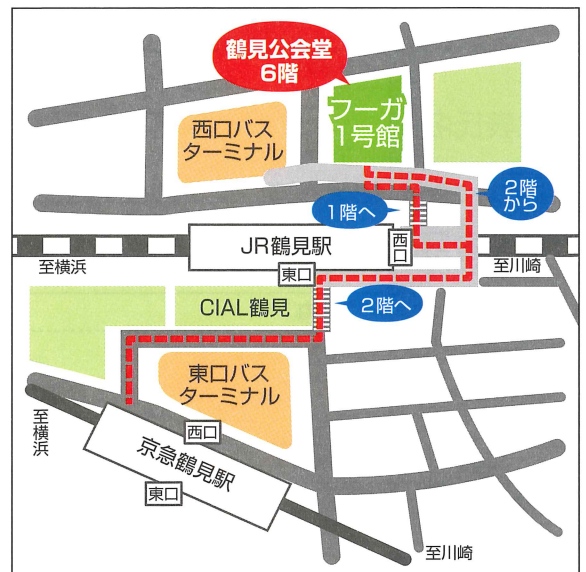 鶴見公会堂
6階
フーガ
1号館
西口バス
ターミナル
2階
から
1階へ
西口
JR鶴見駅
東口
至横浜
至川崎
CIAL鶴見
2階へ
東口バス
ターミナル
西口
至横浜
京急鶴見駅
東口
至川崎